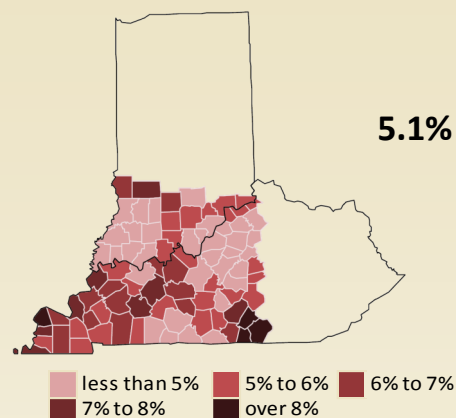 5.1%
less than 5% 5% to 6% 6% to 7%
7% to 8% over 8%